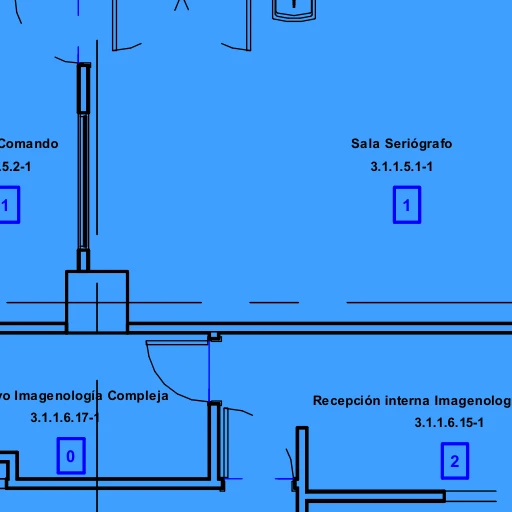 Comando
.5.2-1
1
Sala Seriógrafo
3.1.1.5.1-1
1
vo Imagenología Compleja
3.1.1.6.17-1
0
Recepción interna Imagenolog
3.1.1.6.15-1
2